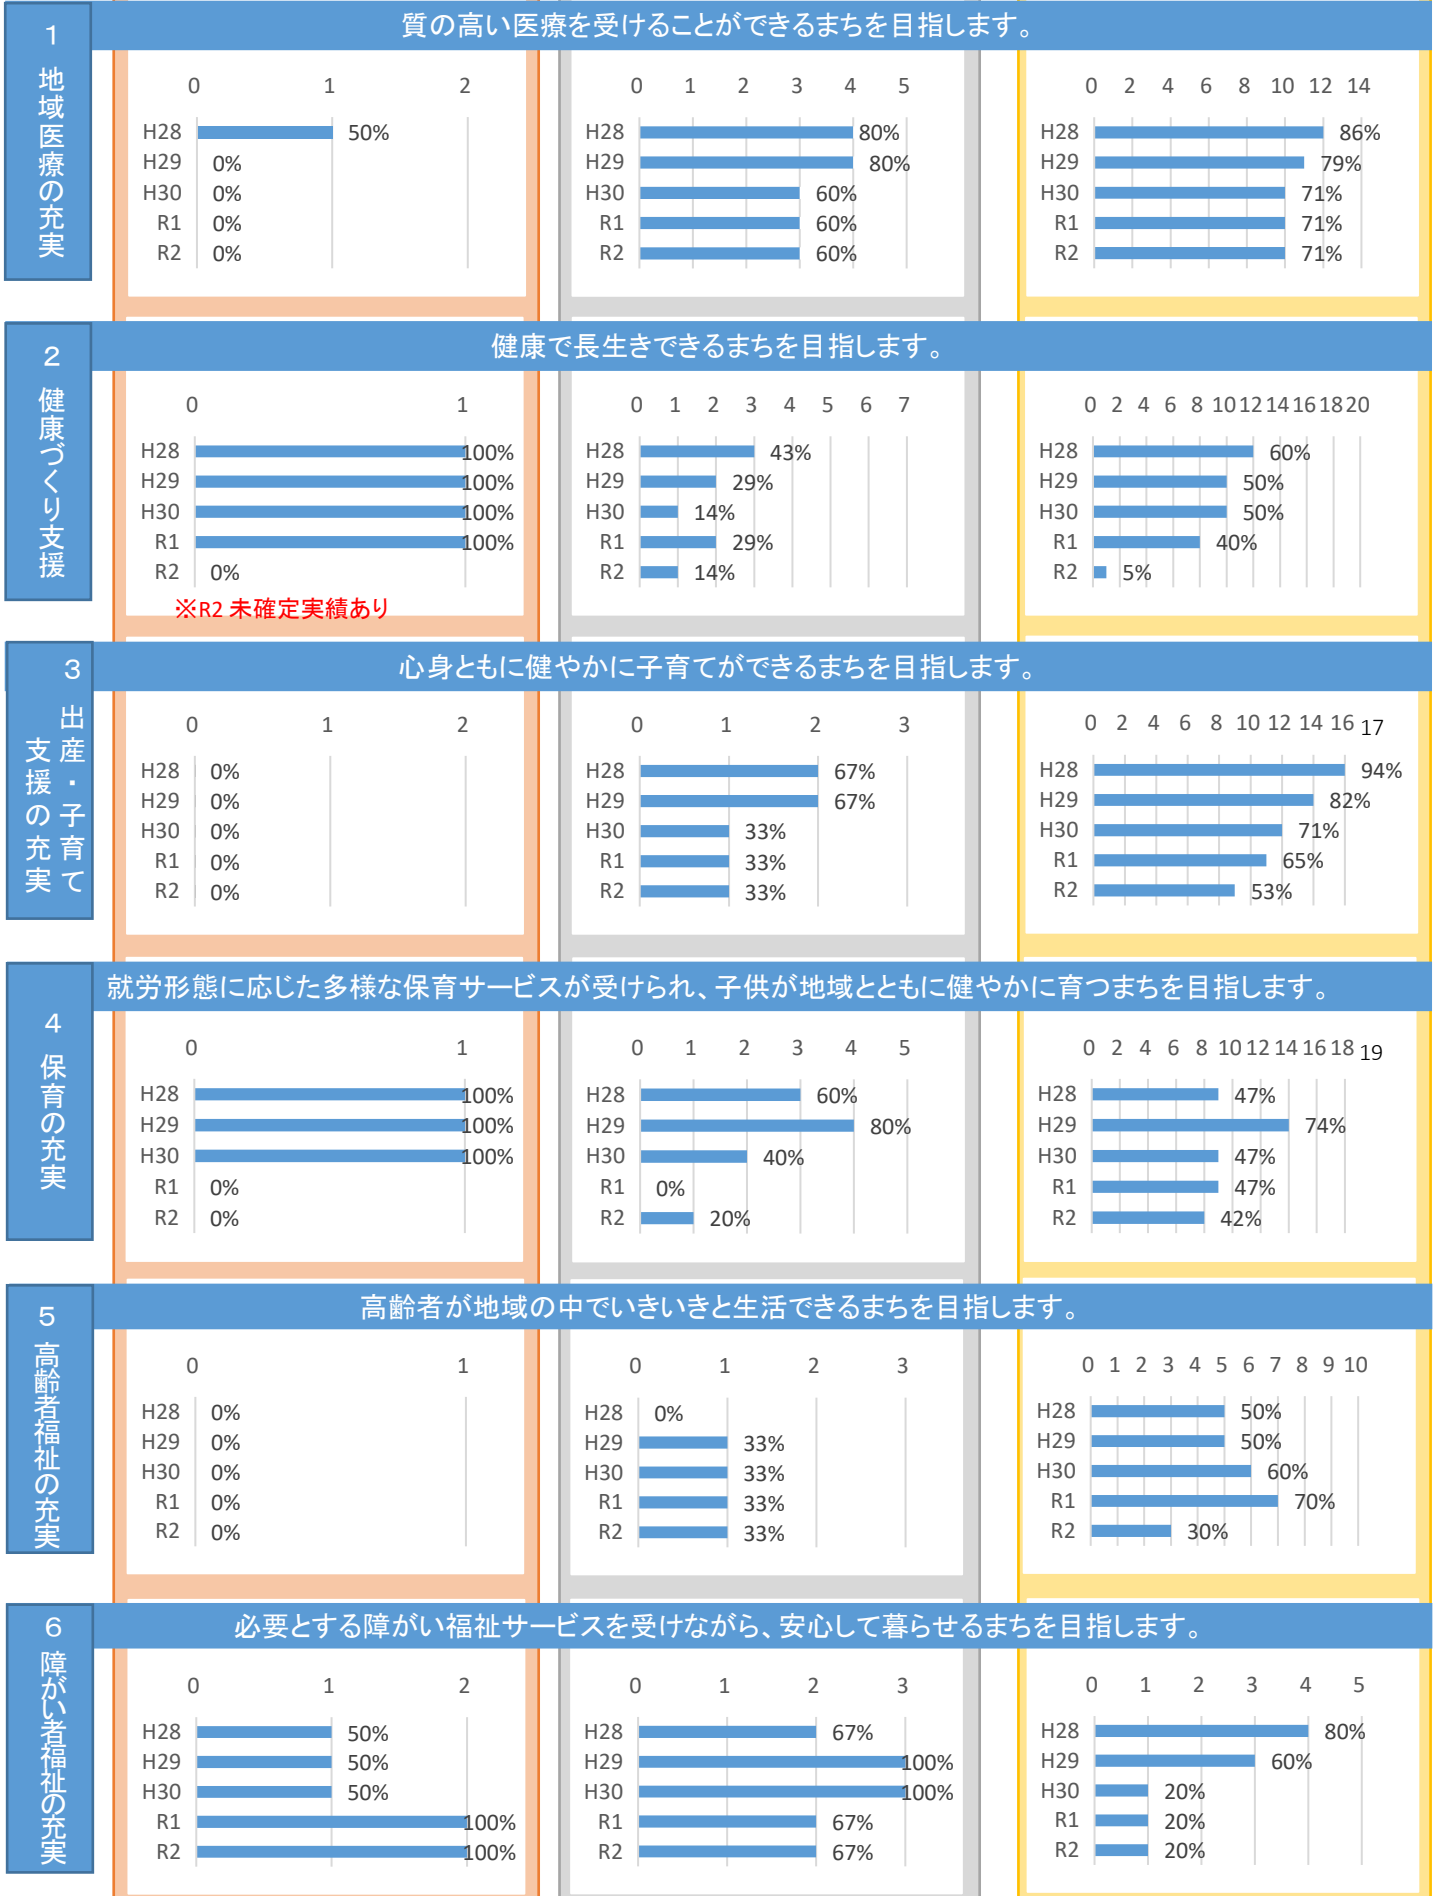 1 地域医療の充実
質の高い医療を受けることができるまちを目指します。
0 1 2
H28 50%
H29 0%
H30 0%
R1 0%
R2 0%
0 1 2 3 4 5
H28 80%
H29 80%
H30 60%
R1 60%
R2 60%
0 2 4 6 8 10 12 14
H28 86%
H29 79%
H30 71%
R1 71%
R2 71%
2 健康づくり支援
健康で長生きできるまちを目指します。
0 1
H28 100%
H29 100%
H30 100%
R1 100%
R2 0%
※R2 未確定実績あり
0 1 2 3 4 5 6 7
H28 43%
H29 29%
H30 14%
R1 29%
R2 14%
0 2 4 6 8 10 12 14 16 18 20
H28 60%
H29 50%
H30 50%
R1 40%
R2 5%
3 出産・子育て
支援の充実
心身ともに健やかに子育てができるまちを目指します。
0 1 2
H28 0%
H29 0%
H30 0%
R1 0%
R2 0%
0 1 2 3
H28 67%
H29 67%
H30 33%
R1 33%
R2 33%
0 2 4 6 8 10 12 14 16 17
H28 94%
H29 82%
H30 71%
R1 65%
R2 53%
4 保育の充実
就労形態に応じた多様な保育サービスが受けられ、子供が地域とともに健やかに育つまちを目指します。
0 1
H28 100%
H29 100%
H30 100%
R1 0%
R2 0%
0 1 2 3 4 5
H28 60%
H29 80%
H30 40%
R1 0%
R2 20%
0 2 4 6 8 10 12 14 16 18 19
H28 47%
H29 74%
H30 47%
R1 47%
R2 42%
5 高齢者福祉の充実
高齢者が地域の中でいきいきと生活できるまちを目指します。
0 1
H28 0%
H29 0%
H30 0%
R1 0%
R2 0%
0 1 2 3
H28 0%
H29 33%
H30 33%
R1 33%
R2 33%
0 1 2 3 4 5 6 7 8 9 10
H28 50%
H29 50%
H30 60%
R1 70%
R2 30%
6 障がい者福祉の充実
必要とする障がい福祉サービスを受けながら、安心して暮らせるまちを目指します。
0 1 2
H28 50%
H29 50%
H30 50%
R1 100%
R2 100%
0 1 2 3
H28 67%
H29 100%
H30 100%
R1 67%
R2 67%
0 1 2 3 4 5
H28 80%
H29 60%
H30 20%
R1 20%
R2 20%